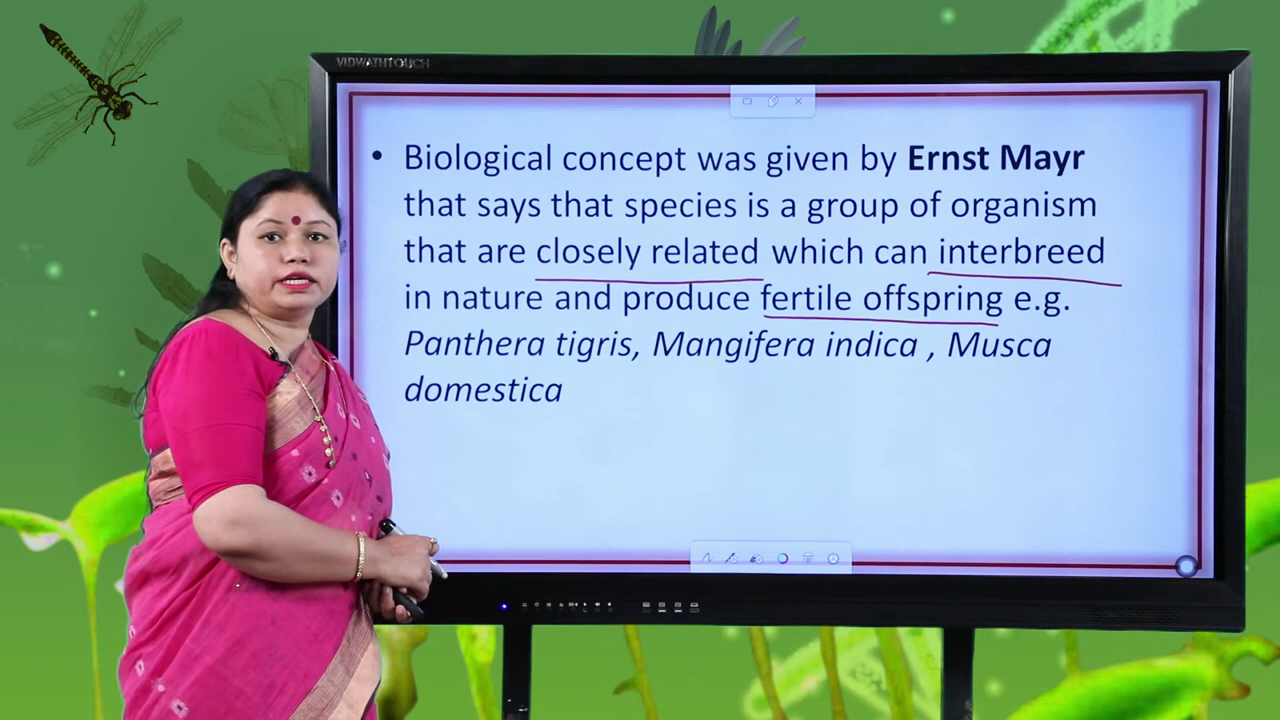 VIDWATHTOUCH
• Biological concept was given by Ernst Mayr
that says that species is a group of organism
that are closely related which can interbreed
in nature and produce fertile offspring e.g.
Panthera tigris, Mangifera indica , Musca
domestica